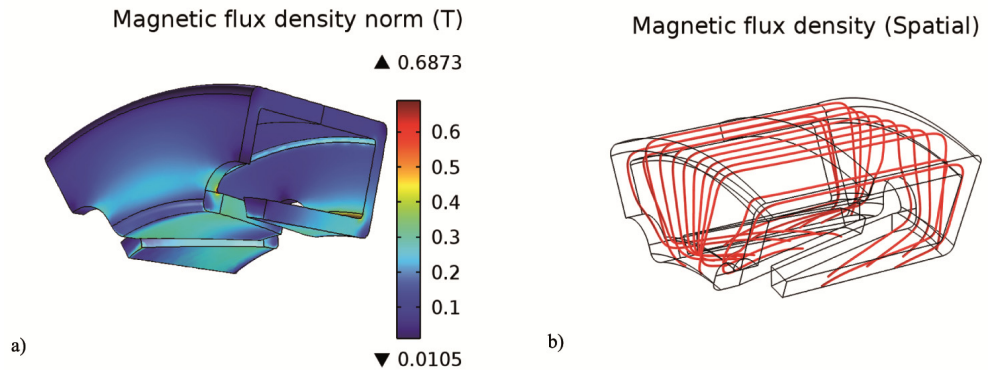 Magnetic flux density norm (T)
▲ 0.6873
0.6
0.5
0.4
0.3
0.2
0.1
▼ 0.0105
a)
Magnetic flux density (Spatial)
b)